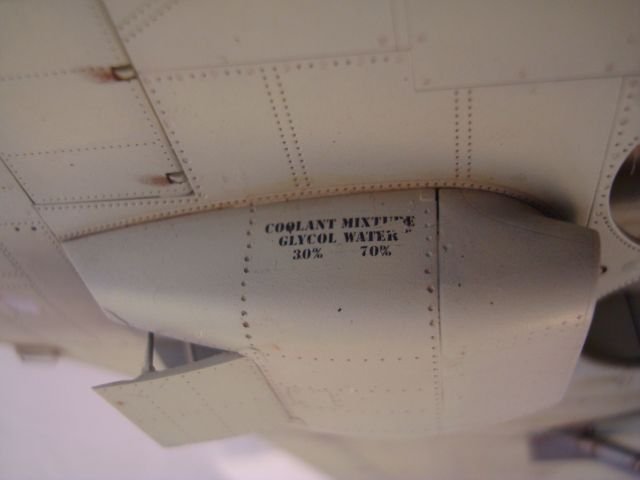 COOLANT MIXTURE
GLYCOL WATER
30% 70%